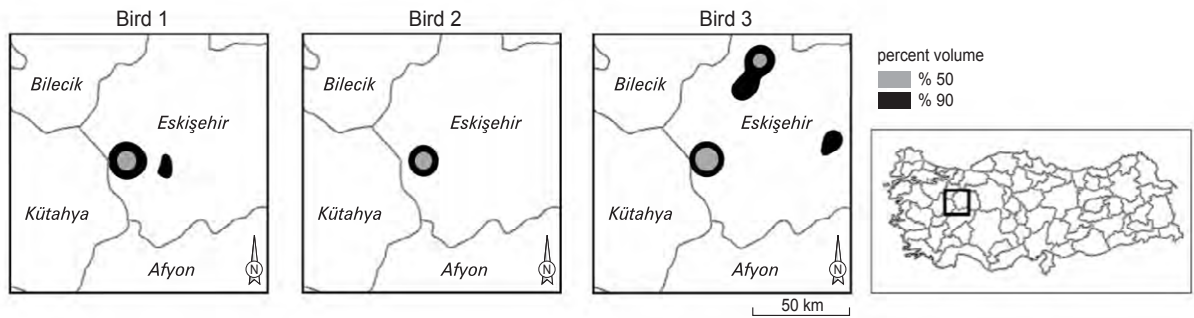 Bird 1
Bird 2
Bird 3
Bilecik
Eskişehir
Kütahya
Afyon
N
Bilecik
Eskişehir
Kütahya
Afyon
N
Bilecik
Eskişehir
Kütahya
Afyon
N
50 km
percent volume
% 50
% 90